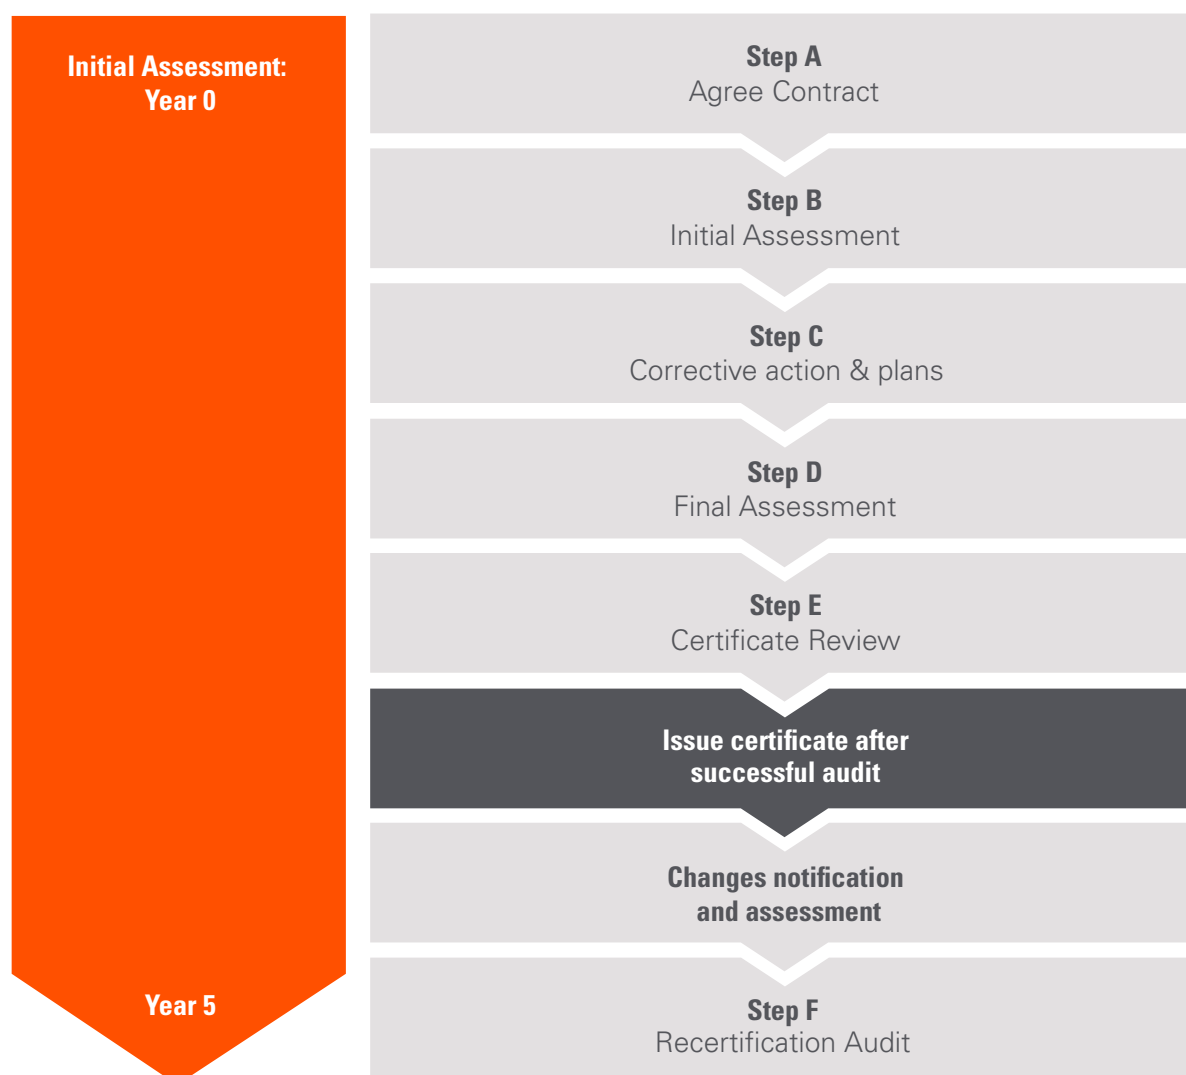 Initial Assessment:
Year 0
Step A
Agree Contract
Step B
Initial Assessment
Step C
Corrective action & plans
Step D
Final Assessment
Step E
Certificate Review
Issue certificate after
successful audit
Changes notification
and assessment
Year 5
Step F
Recertification Audit